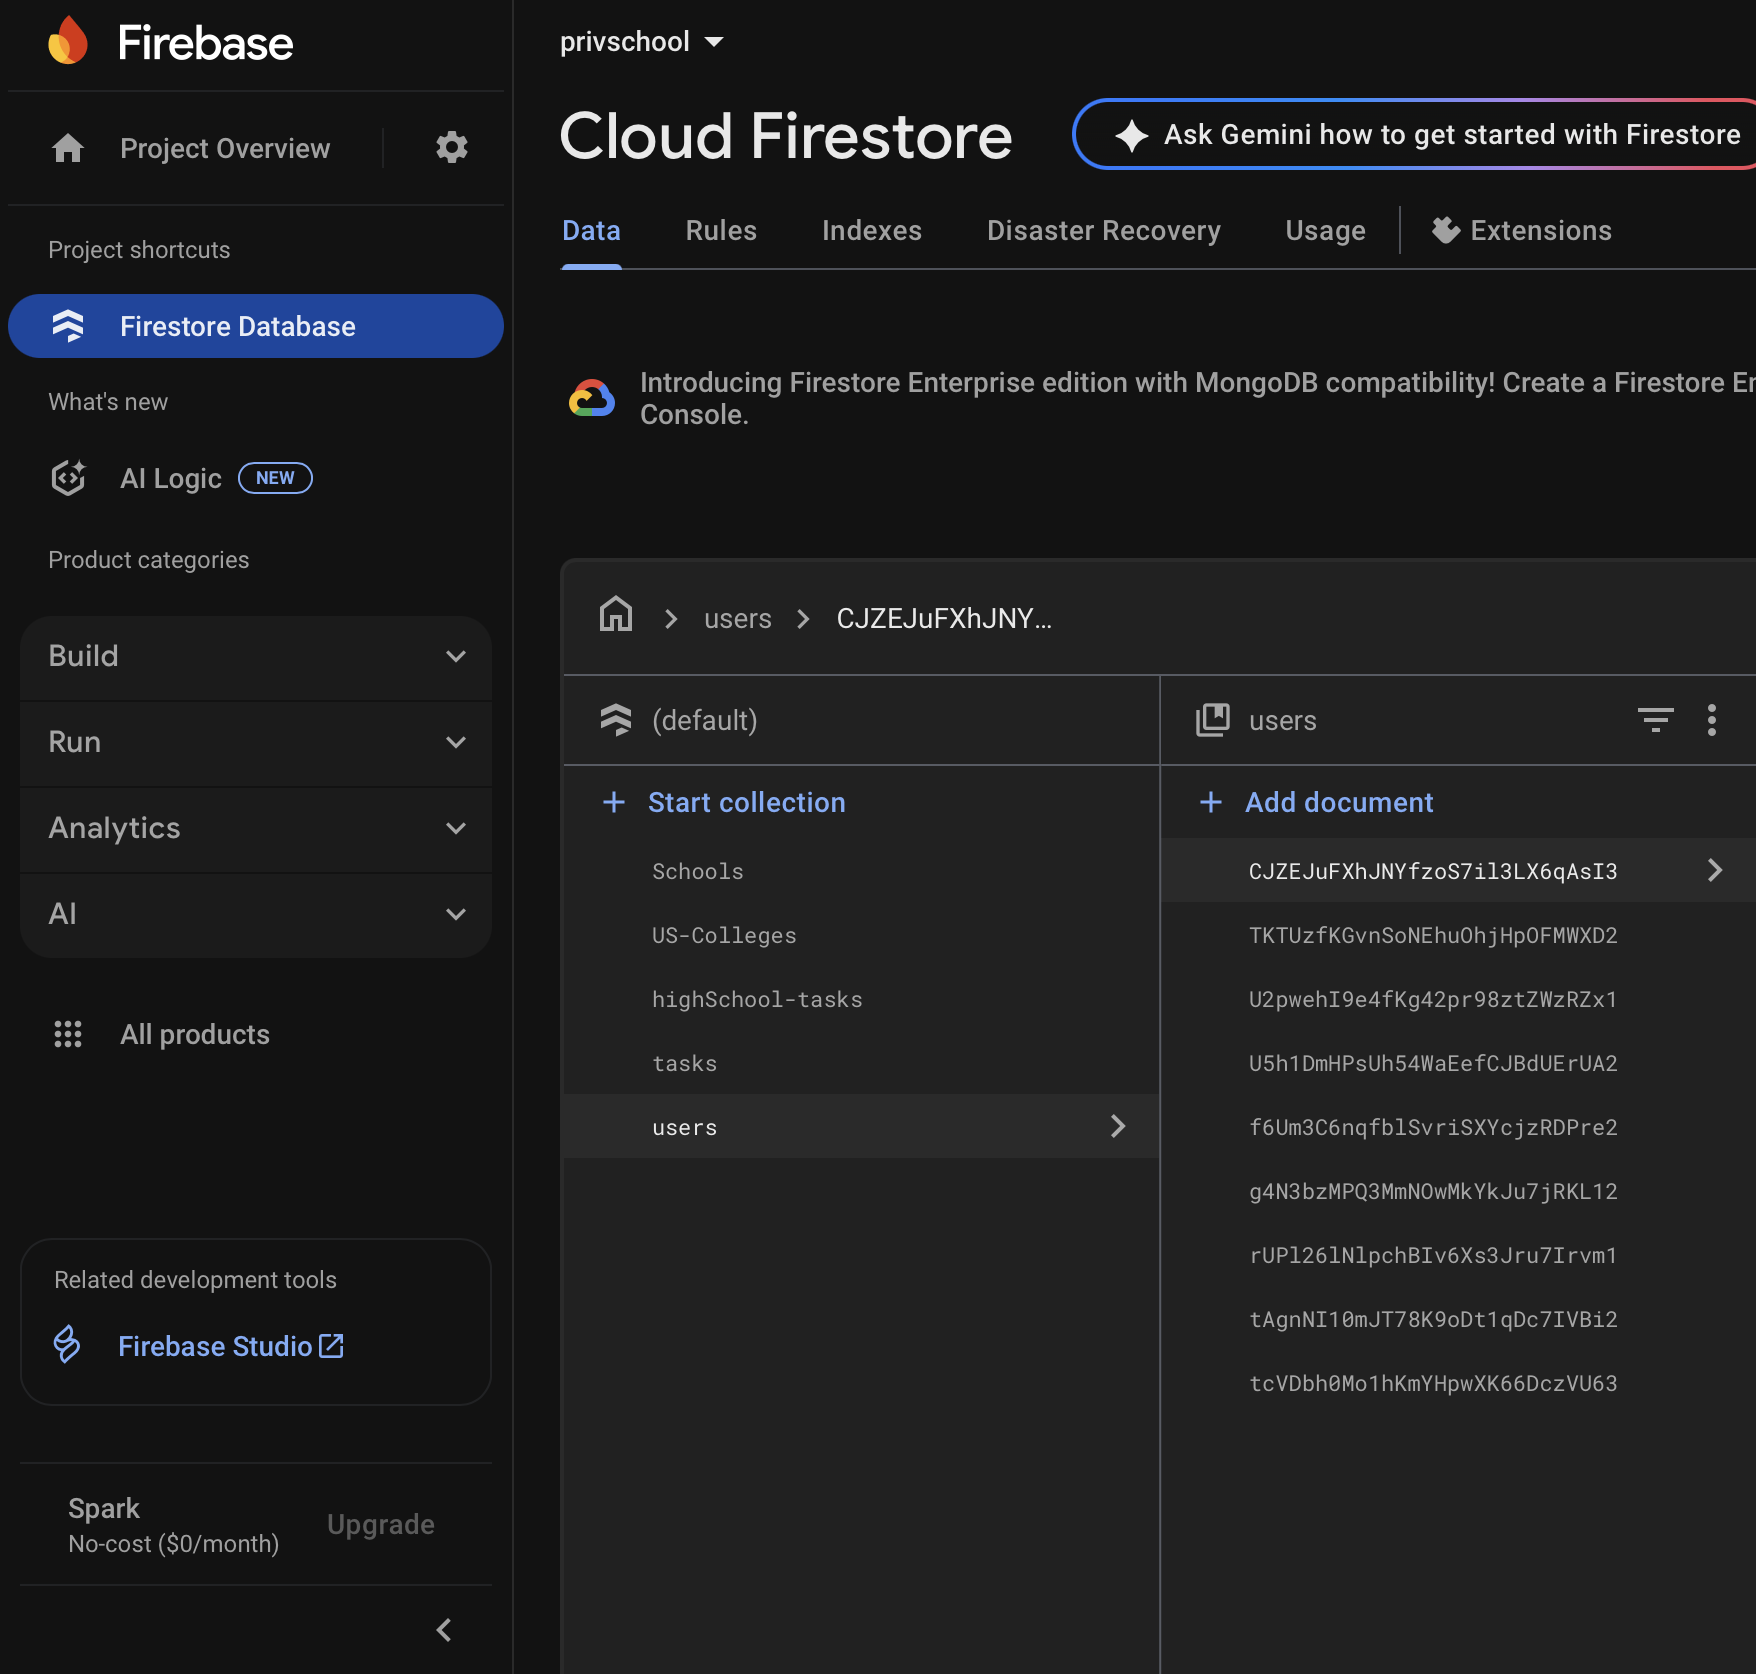 Firebase
Project Overview
Project shortcuts
Firestore Database
What's new
AI Logic NEW
Product categories
Build
Run
Analytics
AI
All products
Related development tools
Firebase Studio
Spark
No-cost ($0/month)
Upgrade
privschool
Cloud Firestore
Ask Gemini how to get started with Firestore
Data Rules Indexes Disaster Recovery Usage Extensions
Introducing Firestore Enterprise edition with MongoDB compatibility! Create a Firestore Er
Console.
users CJZEJuFXhJNY...
(default)
Start collection
Schools
US-Colleges
highSchool-tasks
tasks
users
users
Add document
CJZEJuFXhJNYfzoS7il3LX6qAsI3
TKTUzfKGvnSoNEhuOhjHpOFMWXD2
U2pwehI9e4fKg42pr98ztZWzRZx1
U5h1DmHPsUh54WaEefCJBdUErUA2
f6Um3C6nqfblSvriSXYcjzRDPre2
g4N3bzMPQ3MmNOwMkYkJu7jRKL12
rUPl26lNlpchBIv6Xs3Jru7Irvm1
tAgnNI10mJT78K9oDt1qDc7IVBi2
tcVDbh0Mo1hKmYHpwXK66DczVU63